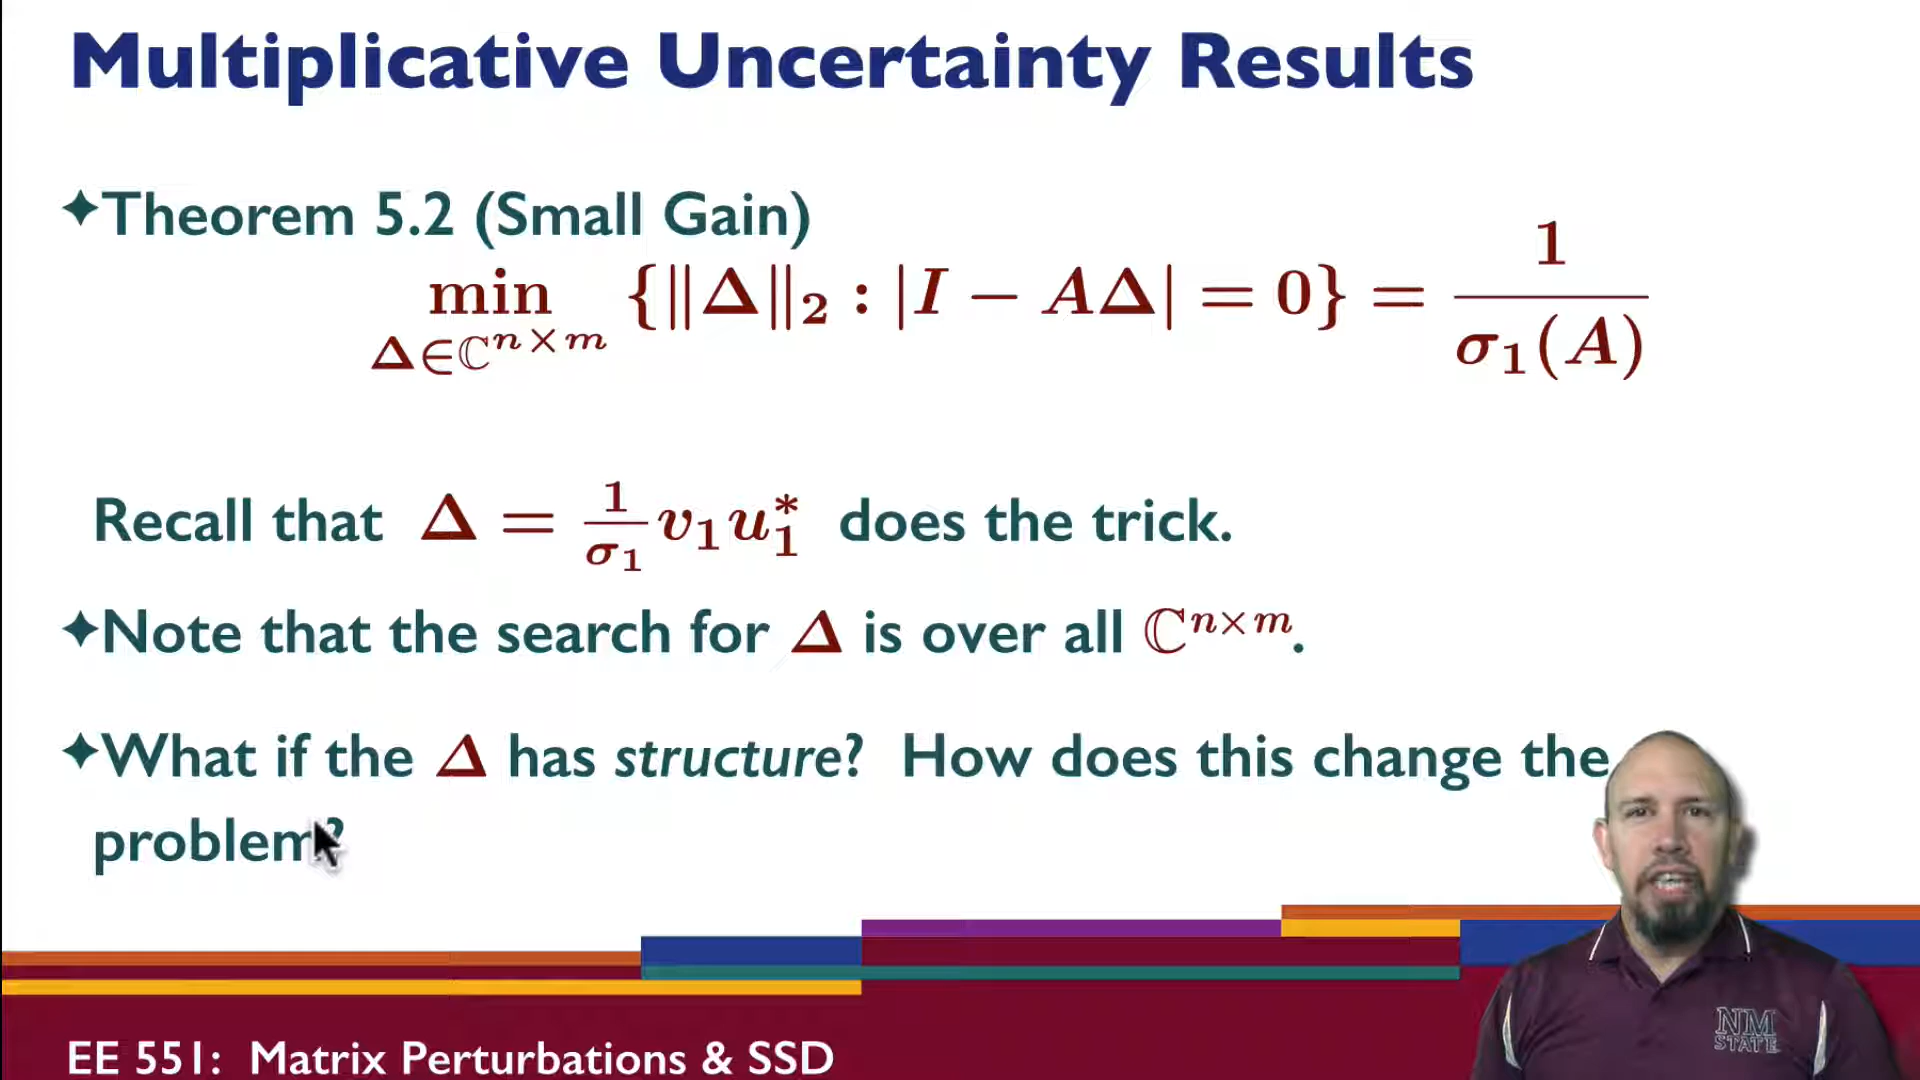 Multiplicative Uncertainty Results
✦Theorem 5.2 (Small Gain)
min_{Δ∈ℂ^{n×m}} {‖Δ‖₂ : |I − AΔ| = 0} = 1/σ₁(A)
Recall that Δ = 1/σ₁ v₁u₁* does the trick.
✦Note that the search for Δ is over all ℂ^{n×m}.
✦What if the Δ has structure? How does this change the
problem?
NM
STATE
EE 551: Matrix Perturbations & SSD